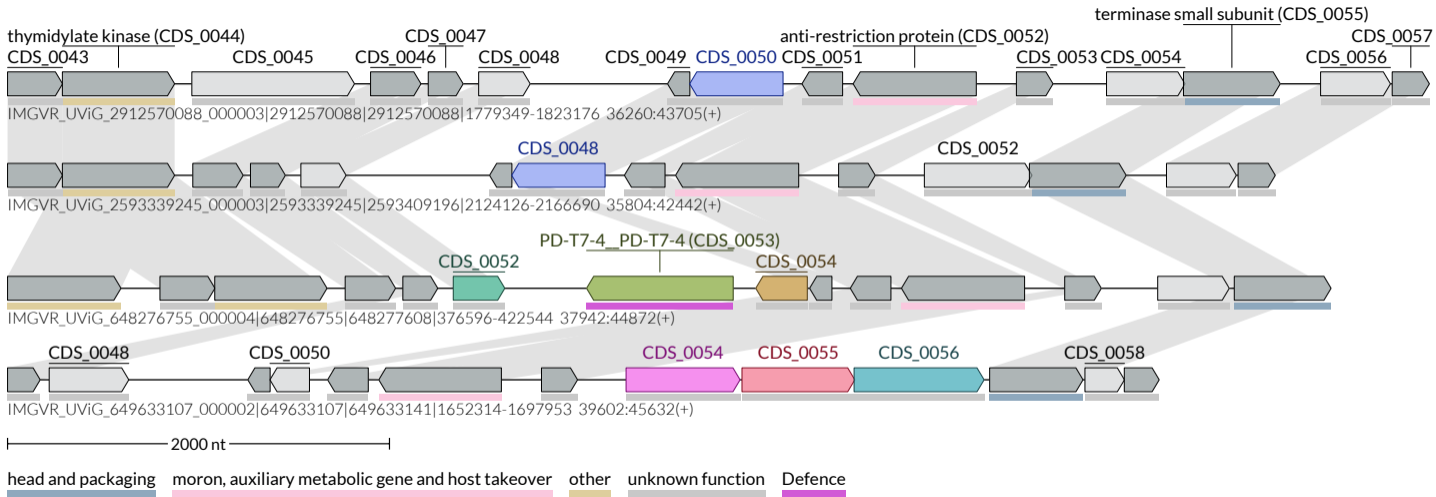 terminase small subunit (CDS_0055)
thymidylate kinase (CDS_0044) CDS_0047 anti-restriction protein (CDS_0052) CDS_0057
CDS_0043 CDS_0045 CDS_0046 CDS_0048 CDS_0049 CDS_0050 CDS_0051 CDS_0053 CDS_0054 CDS_0056
IMGVR_UViG_2912570088_000003|2912570088|2912570088|1779349-1823176 36260:43705(+)
CDS_0048 CDS_0052
IMGVR_UViG_2593339245_000003|2593339245|2593409196|2124126-2166690 35804:42442(+)
PD-T7-4__PD-T7-4 (CDS_0053)
CDS_0052 CDS_0054
IMGVR_UViG_648276755_000004|648276755|648277608|376596-422544 37942:44872(+)
CDS_0048 CDS_0050 CDS_0054 CDS_0055 CDS_0056 CDS_0058
IMGVR_UViG_649633107_000002|649633107|649633141|1652314-1697953 39602:45632(+)
2000 nt
head and packaging moron, auxiliary metabolic gene and host takeover other unknown function Defence